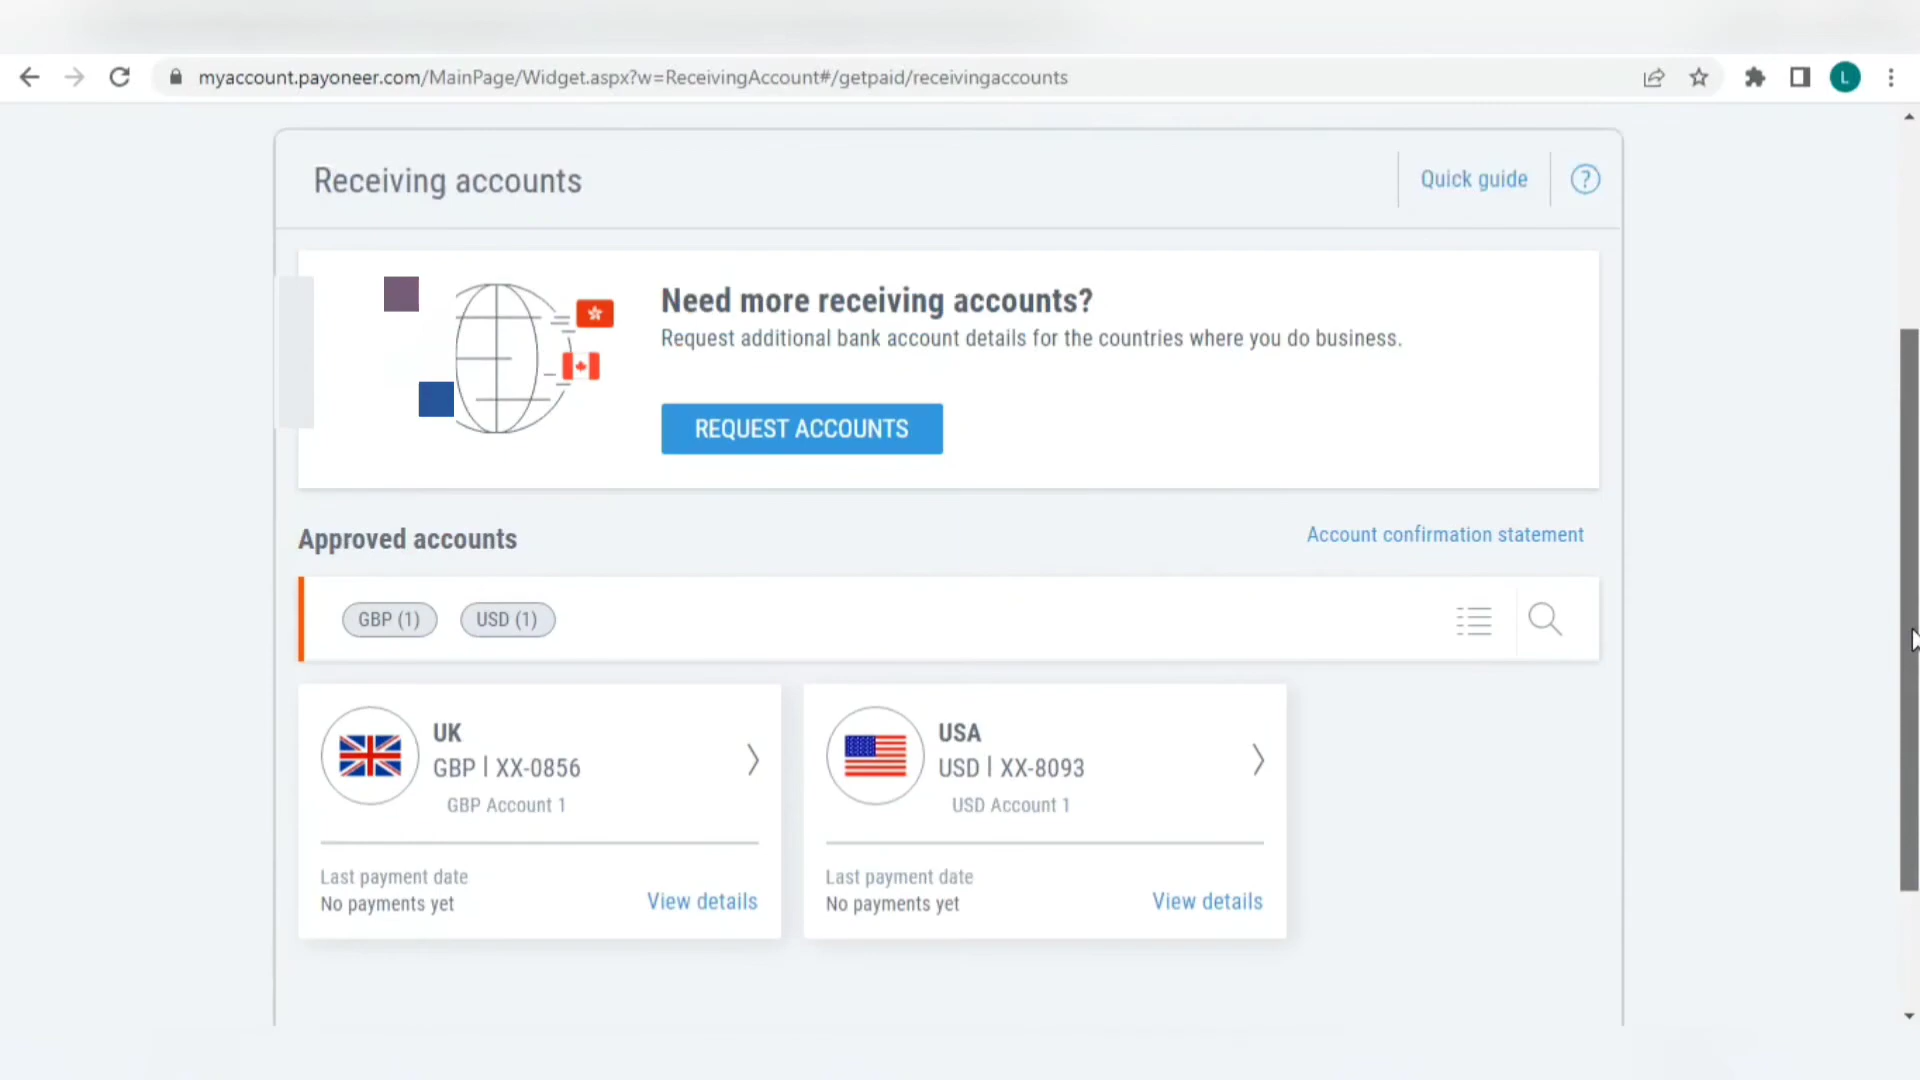 myaccount.payoneer.com/MainPage/Widget.aspx?w=ReceivingAccount#/getpaid/receivingaccounts
L
Receiving accounts
Quick guide
?
Need more receiving accounts?
Request additional bank account details for the countries where you do business.
REQUEST ACCOUNTS
Approved accounts
Account confirmation statement
GBP (1)
USD (1)
UK
GBP | XX-0856
GBP Account 1
Last payment date
No payments yet
View details
USA
USD | XX-8093
USD Account 1
Last payment date
No payments yet
View details